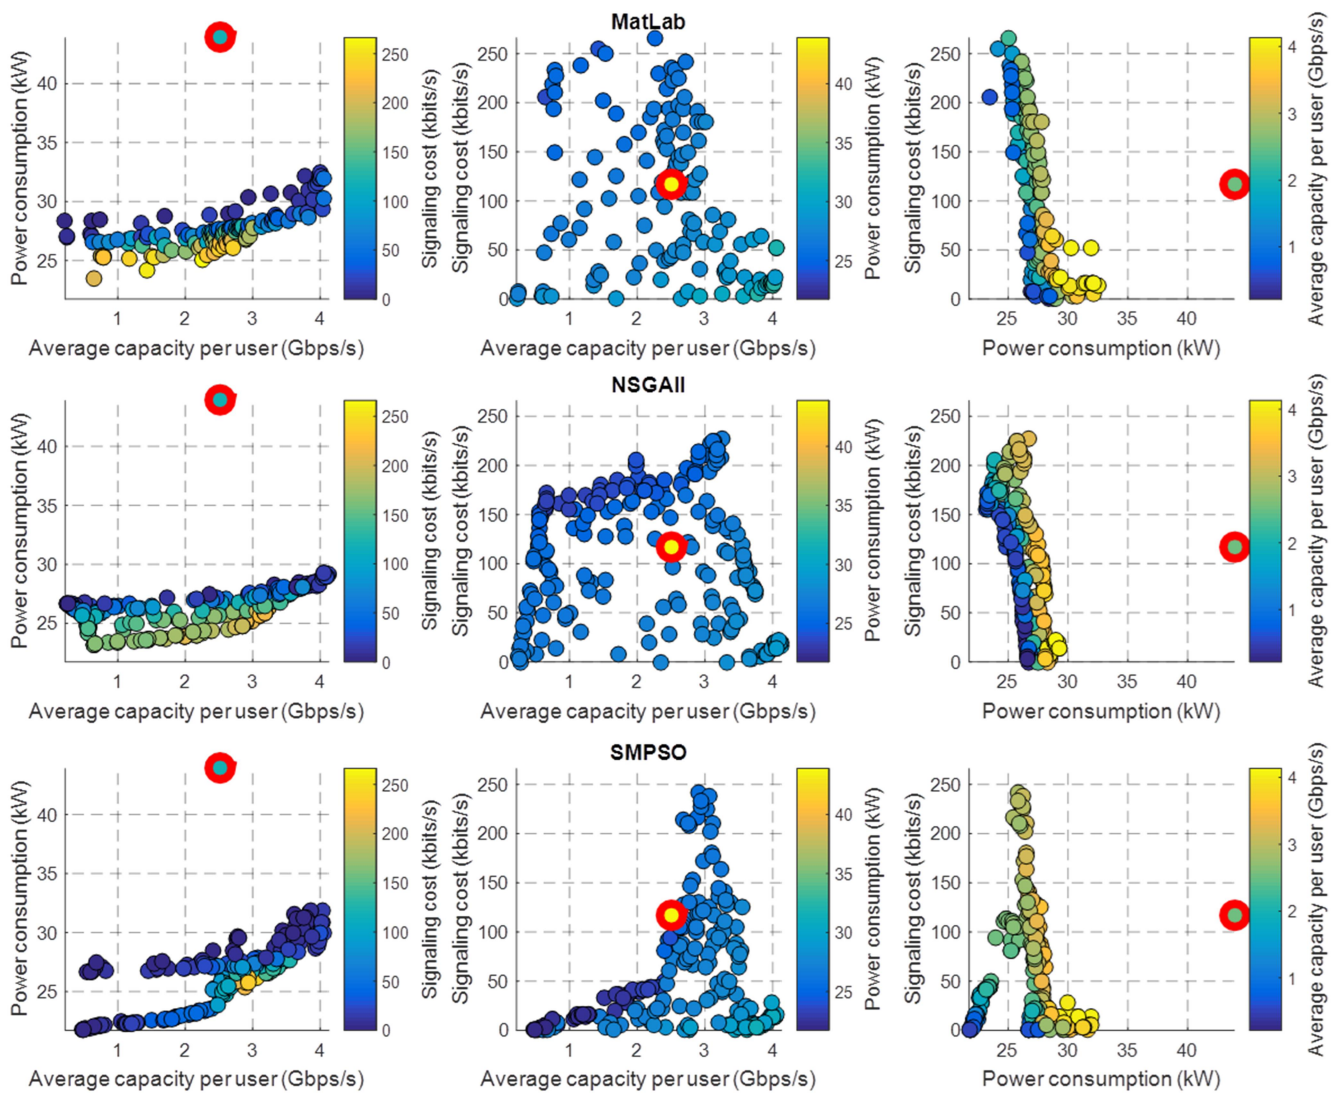 MatLab
Power consumption (kW)
40
35
30
25
1 2 3 4
Average capacity per user (Gbps/s)
250
200
150
100
50
0
Signaling cost (kbits/s)
Signaling cost (kbits/s)
250
200
150
100
50
0
1 2 3 4
Average capacity per user (Gbps/s)
40
35
30
25
Power consumption (kW)
Signaling cost (kbits/s)
250
200
150
100
50
0
25 30 35 40
Power consumption (kW)
4
3
2
1
Average capacity per user (Gbps/s)
NSGAII
Power consumption (kW)
40
35
30
25
1 2 3 4
Average capacity per user (Gbps/s)
250
200
150
100
50
0
Signaling cost (kbits/s)
Signaling cost (kbits/s)
250
200
150
100
50
0
1 2 3 4
Average capacity per user (Gbps/s)
40
35
30
25
Power consumption (kW)
Signaling cost (kbits/s)
250
200
150
100
50
0
25 30 35 40
Power consumption (kW)
4
3
2
1
Average capacity per user (Gbps/s)
SMPSO
Power consumption (kW)
40
35
30
25
1 2 3 4
Average capacity per user (Gbps/s)
250
200
150
100
50
0
Signaling cost (kbits/s)
Signaling cost (kbits/s)
250
200
150
100
50
0
1 2 3 4
Average capacity per user (Gbps/s)
40
35
30
25
Power consumption (kW)
Signaling cost (kbits/s)
250
200
150
100
50
0
25 30 35 40
Power consumption (kW)
4
3
2
1
Average capacity per user (Gbps/s)